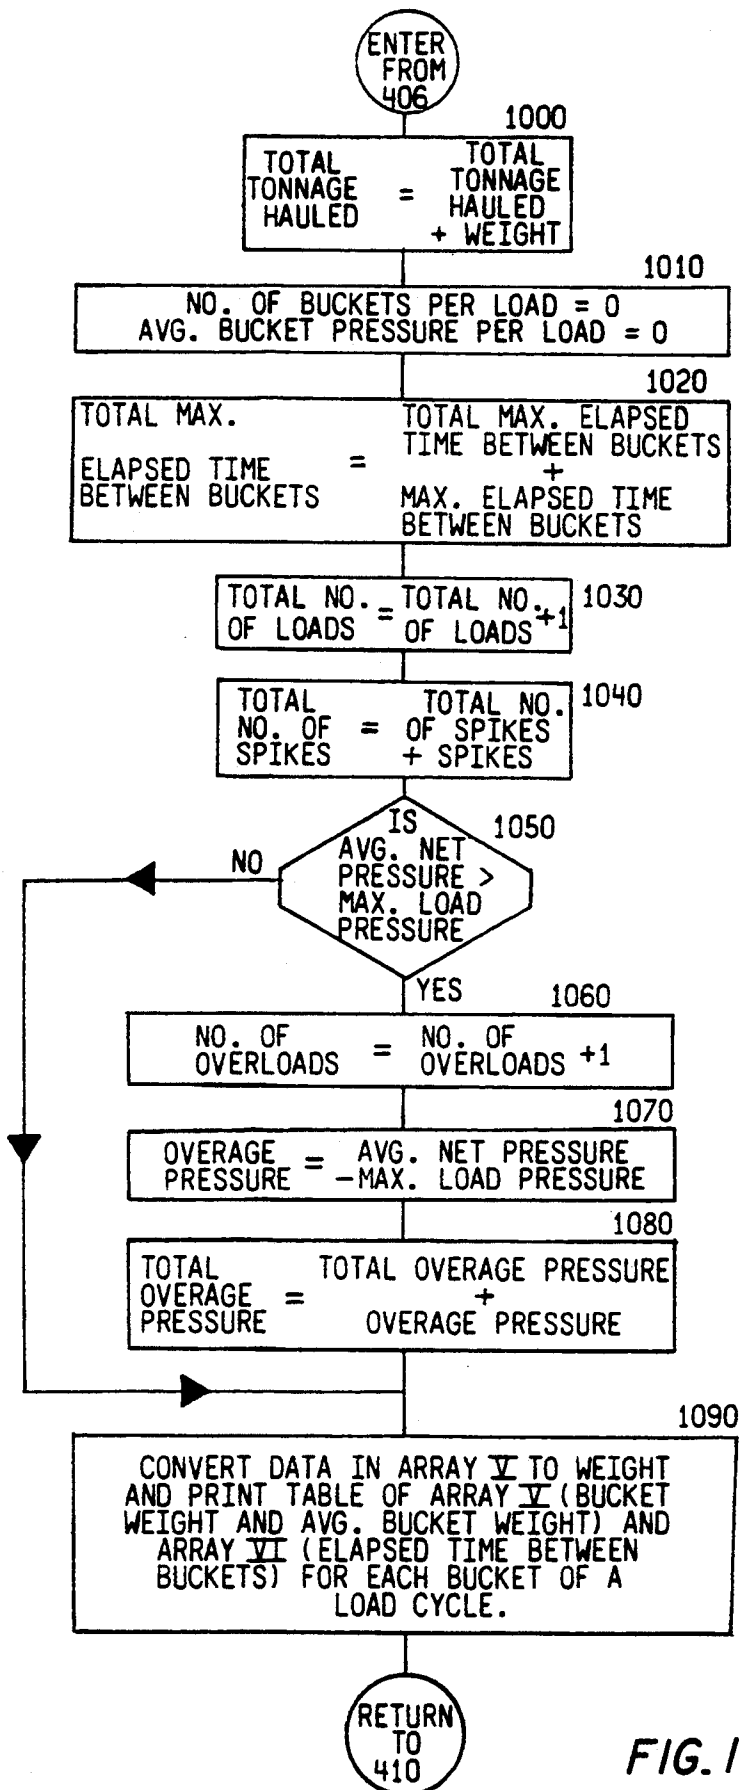 ENTER
FROM
406
1000
TOTAL
TONNAGE
HAULED
=
TOTAL
TONNAGE
HAULED
+ WEIGHT
1010
NO. OF BUCKETS PER LOAD = 0
AVG. BUCKET PRESSURE PER LOAD = 0
1020
TOTAL MAX.
ELAPSED TIME
BETWEEN BUCKETS
=
TOTAL MAX. ELAPSED
TIME BETWEEN BUCKETS
+
MAX. ELAPSED TIME
BETWEEN BUCKETS
1030
TOTAL NO.
OF LOADS
=
TOTAL NO.
OF LOADS
+1
1040
TOTAL
NO. OF
SPIKES
=
TOTAL NO.
OF SPIKES
+ SPIKES
1050
IS
AVG. NET
PRESSURE >
MAX. LOAD
PRESSURE
NO
YES
1060
NO. OF
OVERLOADS
=
NO. OF
OVERLOADS
+1
1070
OVERAGE
PRESSURE
=
AVG. NET PRESSURE
-MAX. LOAD PRESSURE
1080
TOTAL
OVERAGE
PRESSURE
=
TOTAL OVERAGE PRESSURE
+
OVERAGE PRESSURE
1090
CONVERT DATA IN ARRAY V TO WEIGHT
AND PRINT TABLE OF ARRAY V (BUCKET
WEIGHT AND AVG. BUCKET WEIGHT) AND
ARRAY VI (ELAPSED TIME BETWEEN
BUCKETS) FOR EACH BUCKET OF A
LOAD CYCLE.
RETURN
TO
410
FIG. 1